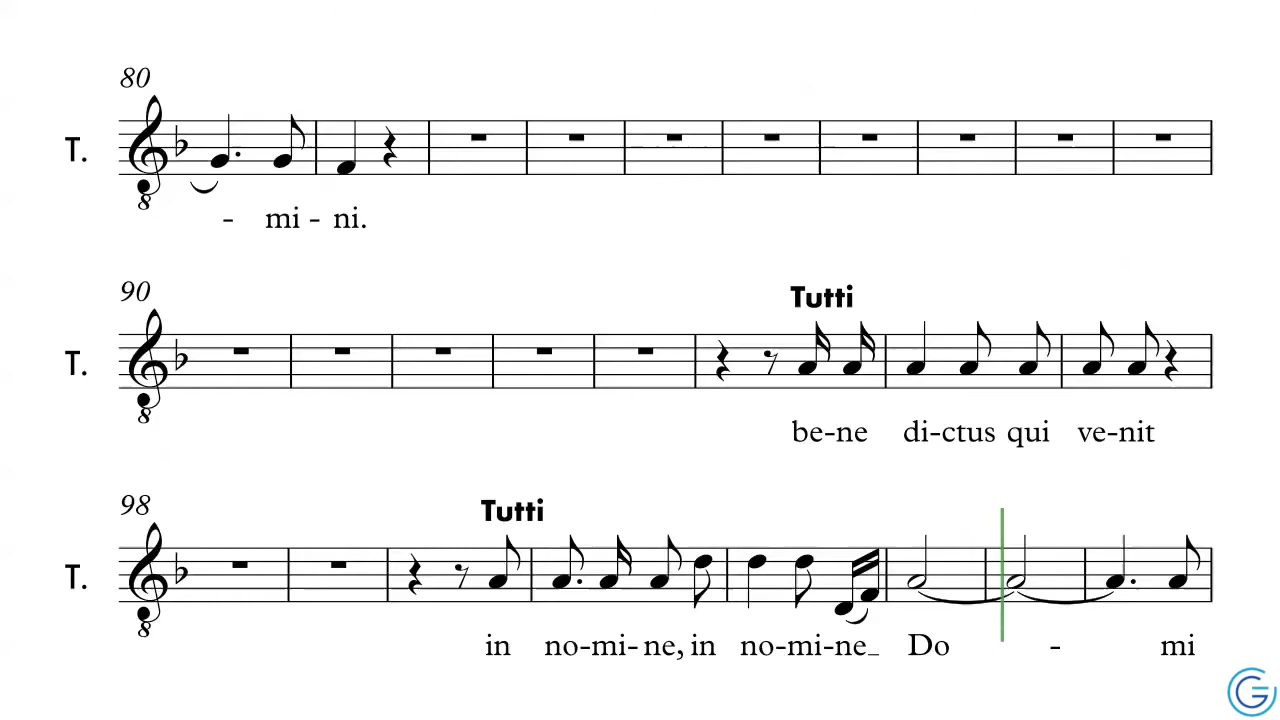 80
T.
- mi - ni.
90
Tutti
T.
be-ne di-ctus qui ve-nit
98
Tutti
T.
in no-mi- ne, in no-mi-ne_ Do - mi